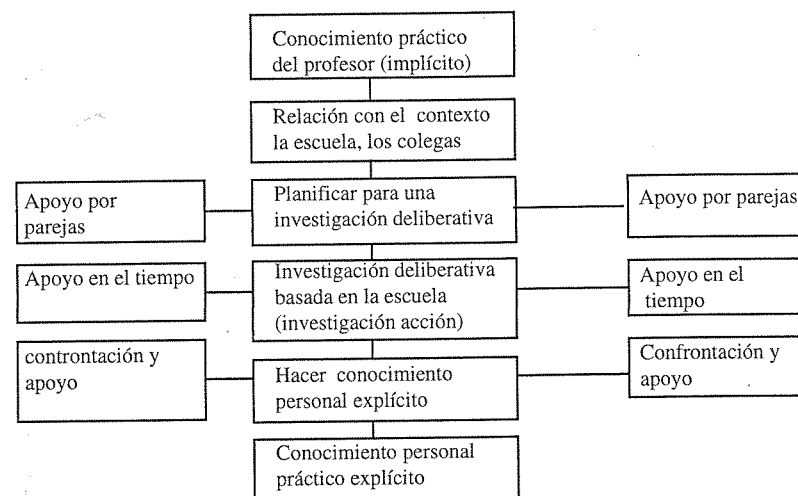 Conocimiento práctico
del profesor (implícito)
Relación con el contexto
la escuela, los colegas
Apoyo por
parejas
Planificar para una
investigación deliberativa
Apoyo por parejas
Apoyo en el tiempo
Investigación deliberativa
basada en la escuela
(investigación acción)
Apoyo en el
tiempo
controntación y
apoyo
Hacer conocimiento
personal explícito
Confrontación y
apoyo
Conocimiento personal
práctico explícito